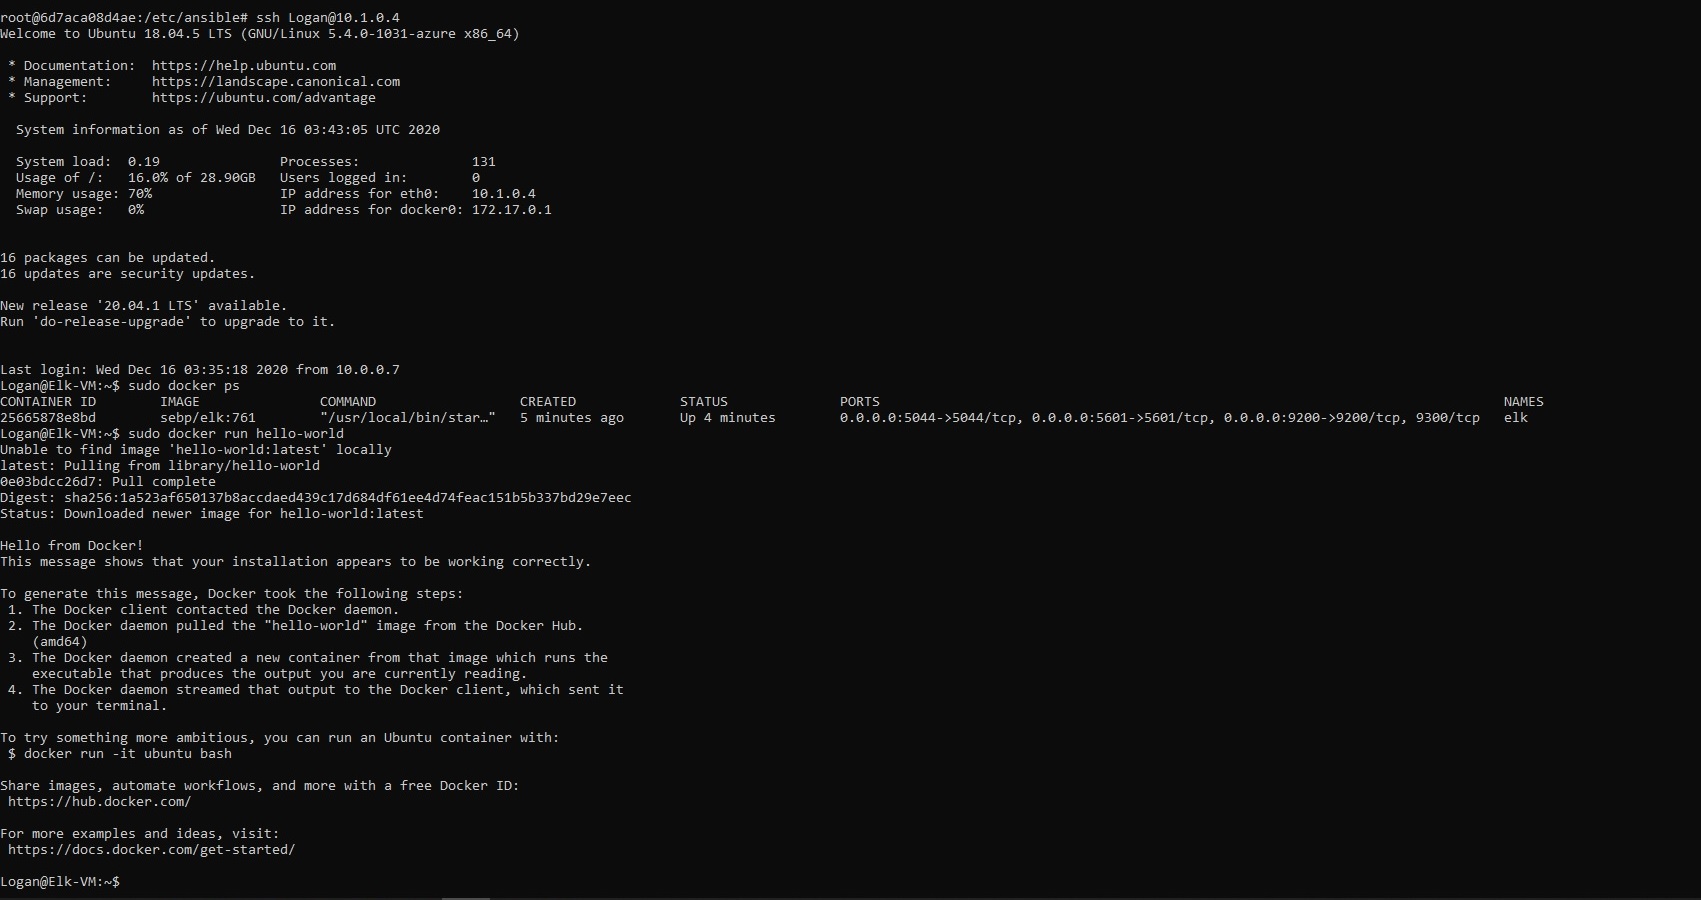 root@6d7aca08d4ae:/etc/ansible# ssh Logan@10.1.0.4
Welcome to Ubuntu 18.04.5 LTS (GNU/Linux 5.4.0-1031-azure x86_64)

 * Documentation:  https://help.ubuntu.com
 * Management:     https://landscape.canonical.com
 * Support:        https://ubuntu.com/advantage

  System information as of Wed Dec 16 03:43:05 UTC 2020

  System load:  0.19               Processes:              131
  Usage of /:   16.0% of 28.90GB   Users logged in:        0
  Memory usage: 70%                IP address for eth0:    10.1.0.4
  Swap usage:   0%                 IP address for docker0: 172.17.0.1


16 packages can be updated.
16 updates are security updates.

New release '20.04.1 LTS' available.
Run 'do-release-upgrade' to upgrade to it.


Last login: Wed Dec 16 03:35:18 2020 from 10.0.0.7
Logan@Elk-VM:~$ sudo docker ps
CONTAINER ID        IMAGE               COMMAND                  CREATED             STATUS              PORTS                                                                              NAMES
25665878e8bd        sebp/elk:761        "/usr/local/bin/star…"   5 minutes ago       Up 4 minutes        0.0.0.0:5044->5044/tcp, 0.0.0.0:5601->5601/tcp, 0.0.0.0:9200->9200/tcp, 9300/tcp   elk
Logan@Elk-VM:~$ sudo docker run hello-world
Unable to find image 'hello-world:latest' locally
latest: Pulling from library/hello-world
0e03bdcc26d7: Pull complete
Digest: sha256:1a523af650137b8accdaed439c17d684df61ee4d74feac151b5b337bd29e7eec
Status: Downloaded newer image for hello-world:latest

Hello from Docker!
This message shows that your installation appears to be working correctly.

To generate this message, Docker took the following steps:
 1. The Docker client contacted the Docker daemon.
 2. The Docker daemon pulled the "hello-world" image from the Docker Hub.
    (amd64)
 3. The Docker daemon created a new container from that image which runs the
    executable that produces the output you are currently reading.
 4. The Docker daemon streamed that output to the Docker client, which sent it
    to your terminal.

To try something more ambitious, you can run an Ubuntu container with:
 $ docker run -it ubuntu bash

Share images, automate workflows, and more with a free Docker ID:
 https://hub.docker.com/

For more examples and ideas, visit:
 https://docs.docker.com/get-started/

Logan@Elk-VM:~$